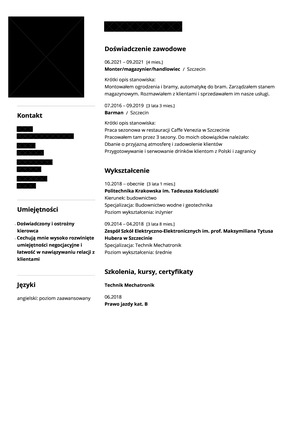 Doświadczenie zawodowe
06.2021 – 09.2021 (4 mies.)
Monter/magazynier/handlowiec / Szczecin
Krótki opis stanowiska:
Montowałem ogrodzenia i bramy, automatykę do bram. Zarządzałem stanem
magazynowym. Rozmawiałem z klientami i sprzedawałem im nasze usługi.
07.2016 – 09.2019 (3 lata 3 mies.)
Barman / Szczecin
Krótki opis stanowiska:
Praca sezonowa w restauracji Caffe Venezia w Szczecinie
Pracowałem tam przez 3 sezony. Do moich obowiązków należało:
Dbanie o przyjazną atmosferę i zadowolenie klientów
Przygotowywanie i serwowanie drinków klientom z Polski i zagranicy
Wykształcenie
10.2018 – obecnie (3 lata 1 mies.)
Politechnika Krakowska im. Tadeusza Kościuszki
Kierunek: budownictwo
Specjalizacja: Budownictwo wodne i geotechnika
Poziom wykształcenia: inżynier
09.2014 – 04.2018 (3 lata 8 mies.)
Zespół Szkół Elektryczno-Elektronicznych im. prof. Maksymiliana Tytusa
Hubera w Szczecinie
Specjalizacja: Technik Mechatronik
Poziom wykształcenia: średnie
Szkolenia, kursy, certyfikaty
Technik Mechatronik
06.2018
Prawo jazdy kat. B
Kontakt
Umiejętności
Doświadczony i ostrożny
kierowca
Cechują mnie wysoko rozwinięte
umiejętności negocjacyjne i
łatwość w nawiązywaniu relacji z
klientami
Języki
angielski: poziom zaawansowany